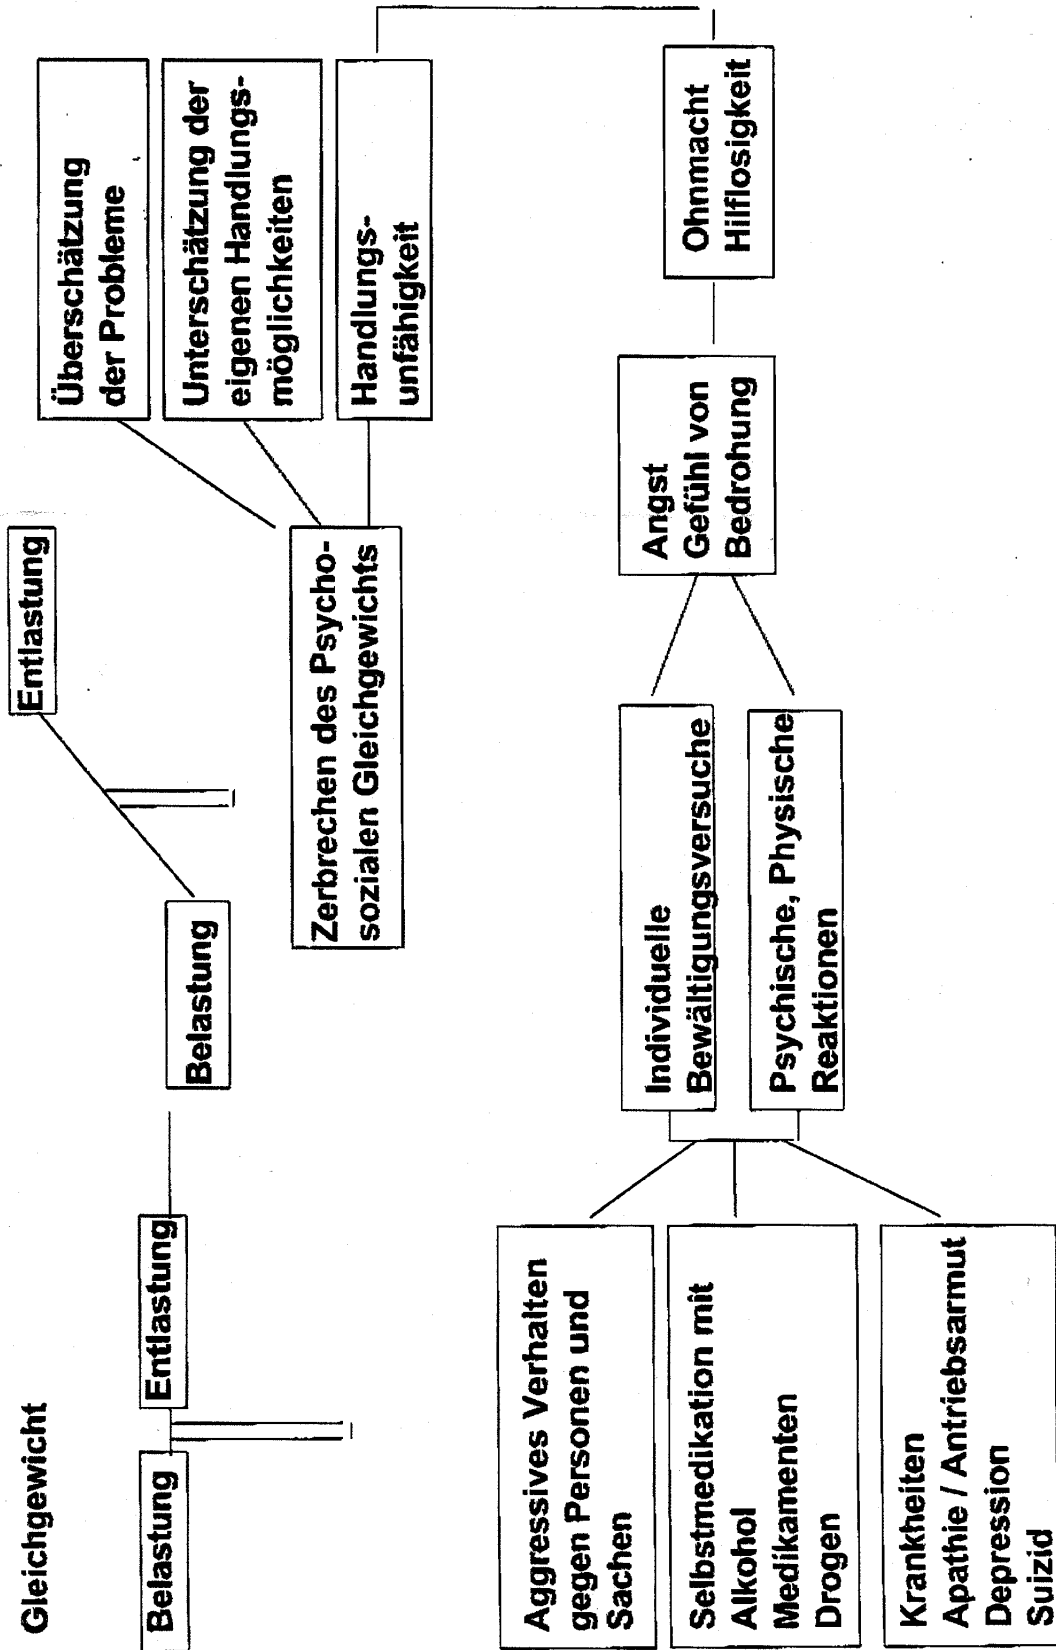 Gleichgewicht
Belastung
Entlastung
Belastung
Entlastung
Zerbrechen des Psycho-
sozialen Gleichgewichts
Überschätzung
der Probleme
Unterschätzung der
eigenen Handlungs-
möglichkeiten
Handlungs-
unfähigkeit
Ohnmacht
Hilflosigkeit
Angst
Gefühl von
Bedrohung
Individuelle
Bewältigungsversuche
Psychische, Physische
Reaktionen
Aggressives Verhalten
gegen Personen und
Sachen
Selbstmedikation mit
Alkohol
Medikamenten
Drogen
Krankheiten
Apathie / Antriebsarmut
Depression
Suizid